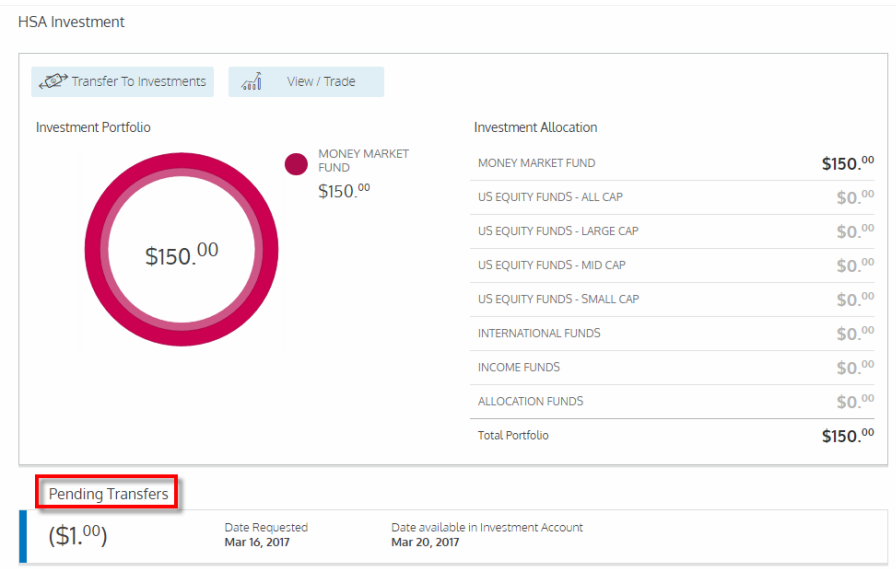 HSA Investment
Transfer To Investments
View / Trade
Investment Portfolio
$150.00
MONEY MARKET
FUND
$150.00
Investment Allocation
MONEY MARKET FUND $150.00
US EQUITY FUNDS - ALL CAP $0.00
US EQUITY FUNDS - LARGE CAP $0.00
US EQUITY FUNDS - MID CAP $0.00
US EQUITY FUNDS - SMALL CAP $0.00
INTERNATIONAL FUNDS $0.00
INCOME FUNDS $0.00
ALLOCATION FUNDS $0.00
Total Portfolio $150.00
Pending Transfers
($1.00)
Date Requested
Mar 16, 2017
Date available in Investment Account
Mar 20, 2017